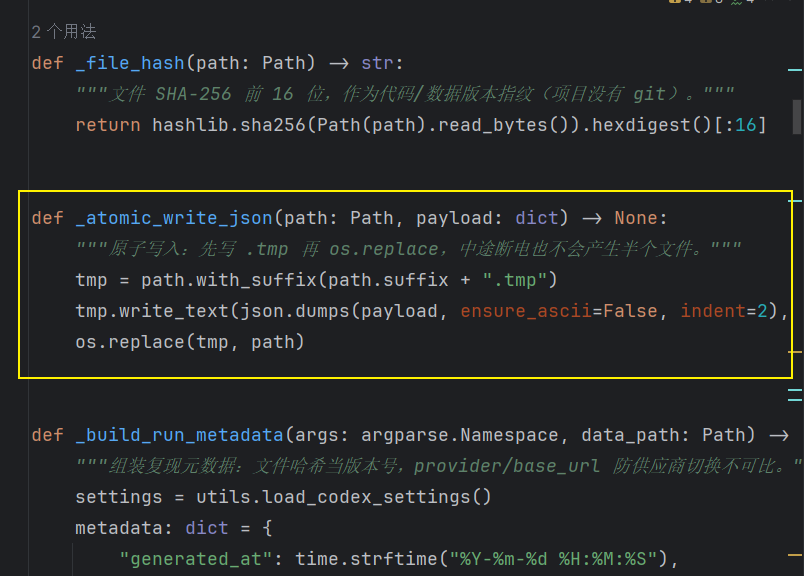 2 个用法
def _file_hash(path: Path) -> str:
"""文件 SHA-256 前 16 位，作为代码/数据版本指纹（项目没有 git）。"""
return hashlib.sha256(Path(path).read_bytes()).hexdigest()[:16]
def _atomic_write_json(path: Path, payload: dict) -> None:
"""原子写入：先写 .tmp 再 os.replace，中途断电也不会产生半个文件。"""
tmp = path.with_suffix(path.suffix + ".tmp")
tmp.write_text(json.dumps(payload, ensure_ascii=False, indent=2),
os.replace(tmp, path)
def _build_run_metadata(args: argparse.Namespace, data_path: Path) ->
"""组装复现元数据：文件哈希当版本号，provider/base_url 防供应商切换不可比。"
settings = utils.load_codex_settings()
metadata: dict = {
"generated_at": time.strftime("%Y-%m-%d %H:%M:%S"),